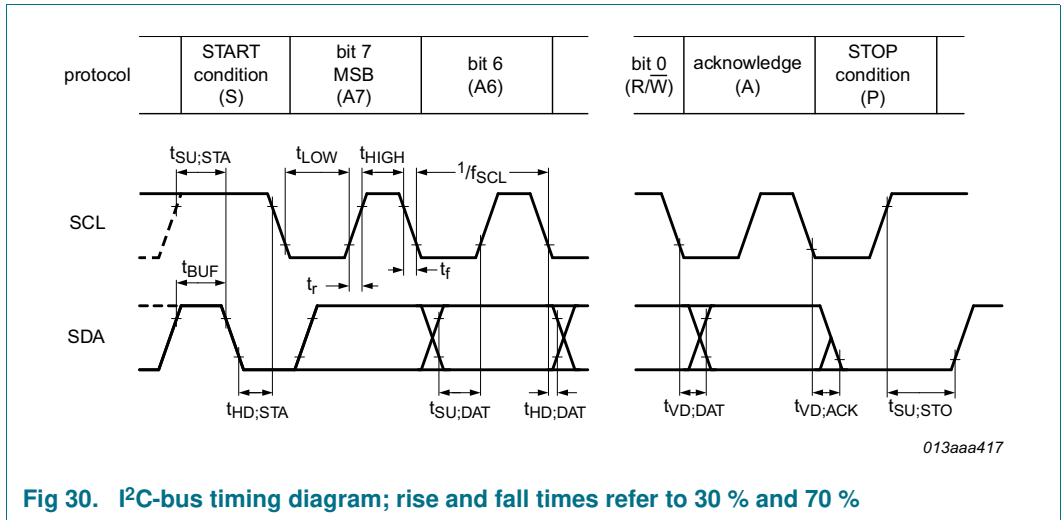 protocol
START condition (S)
bit 7 MSB (A7)
bit 6 (A6)
bit 0 (R/W̅)
acknowledge (A)
STOP condition (P)
tSU;STA
tLOW
tHIGH
1/fSCL
SCL
tBUF
tr
tf
SDA
tHD;STA
tSU;DAT
tHD;DAT
tVD;DAT
tVD;ACK
tSU;STO
013aaa417
Fig 30. I²C-bus timing diagram; rise and fall times refer to 30 % and 70 %